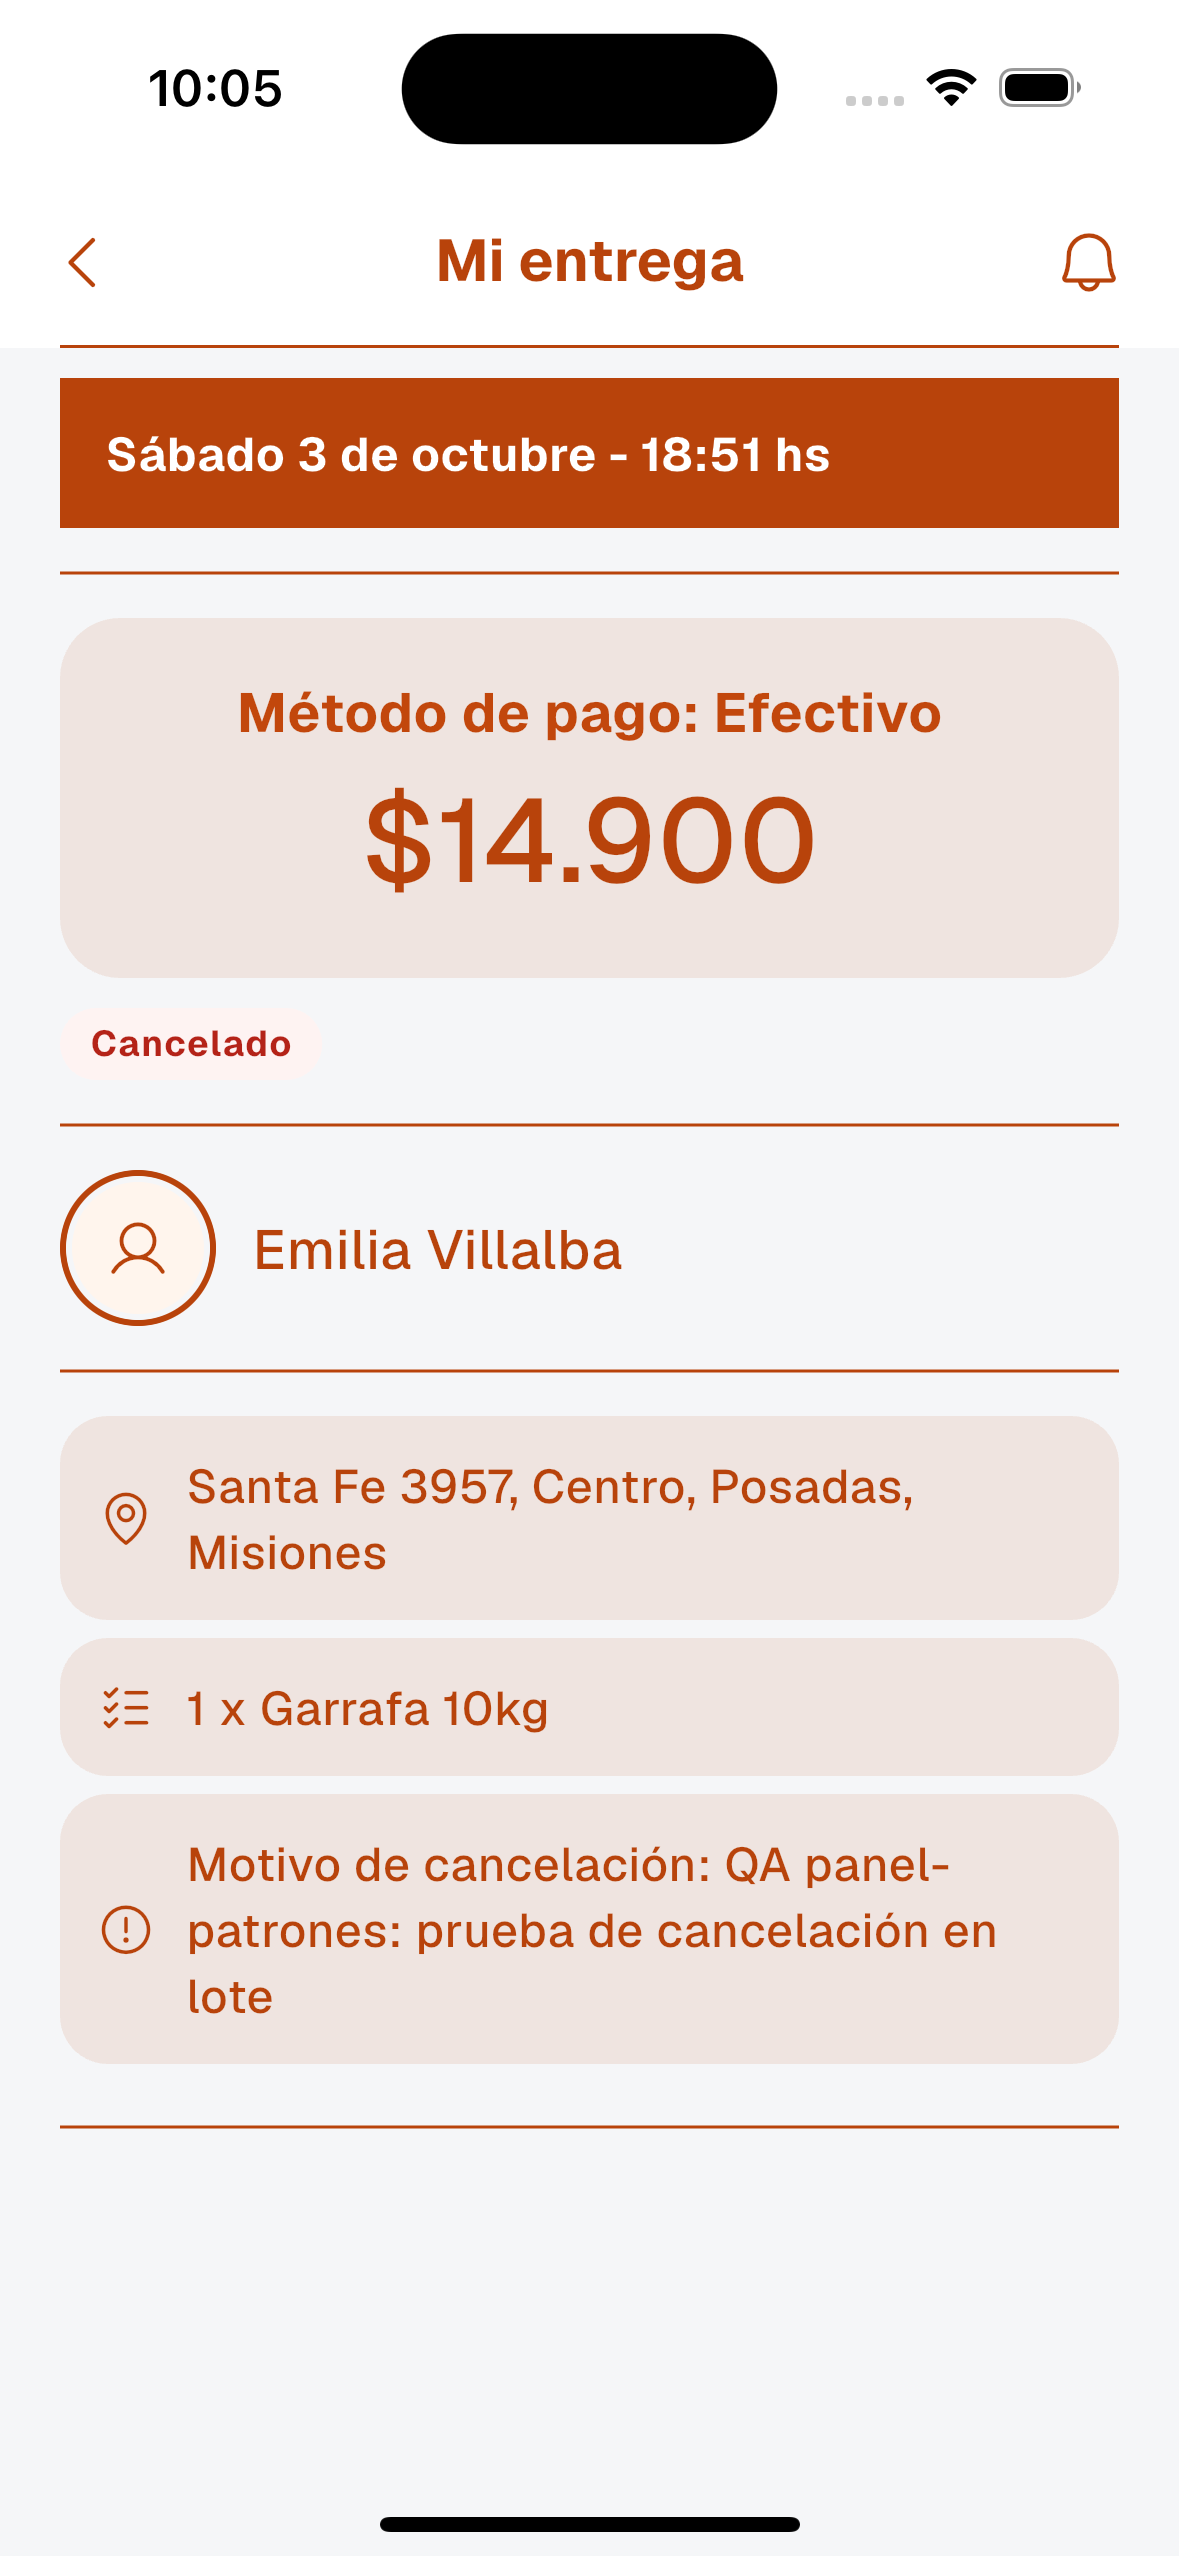 10:05
Mi entrega
Sábado 3 de octubre - 18:51 hs
Método de pago: Efectivo
$14.900
Cancelado
Emilia Villalba
Santa Fe 3957, Centro, Posadas,
Misiones
1 x Garrafa 10kg
Motivo de cancelación: QA panel-
patrones: prueba de cancelación en
lote